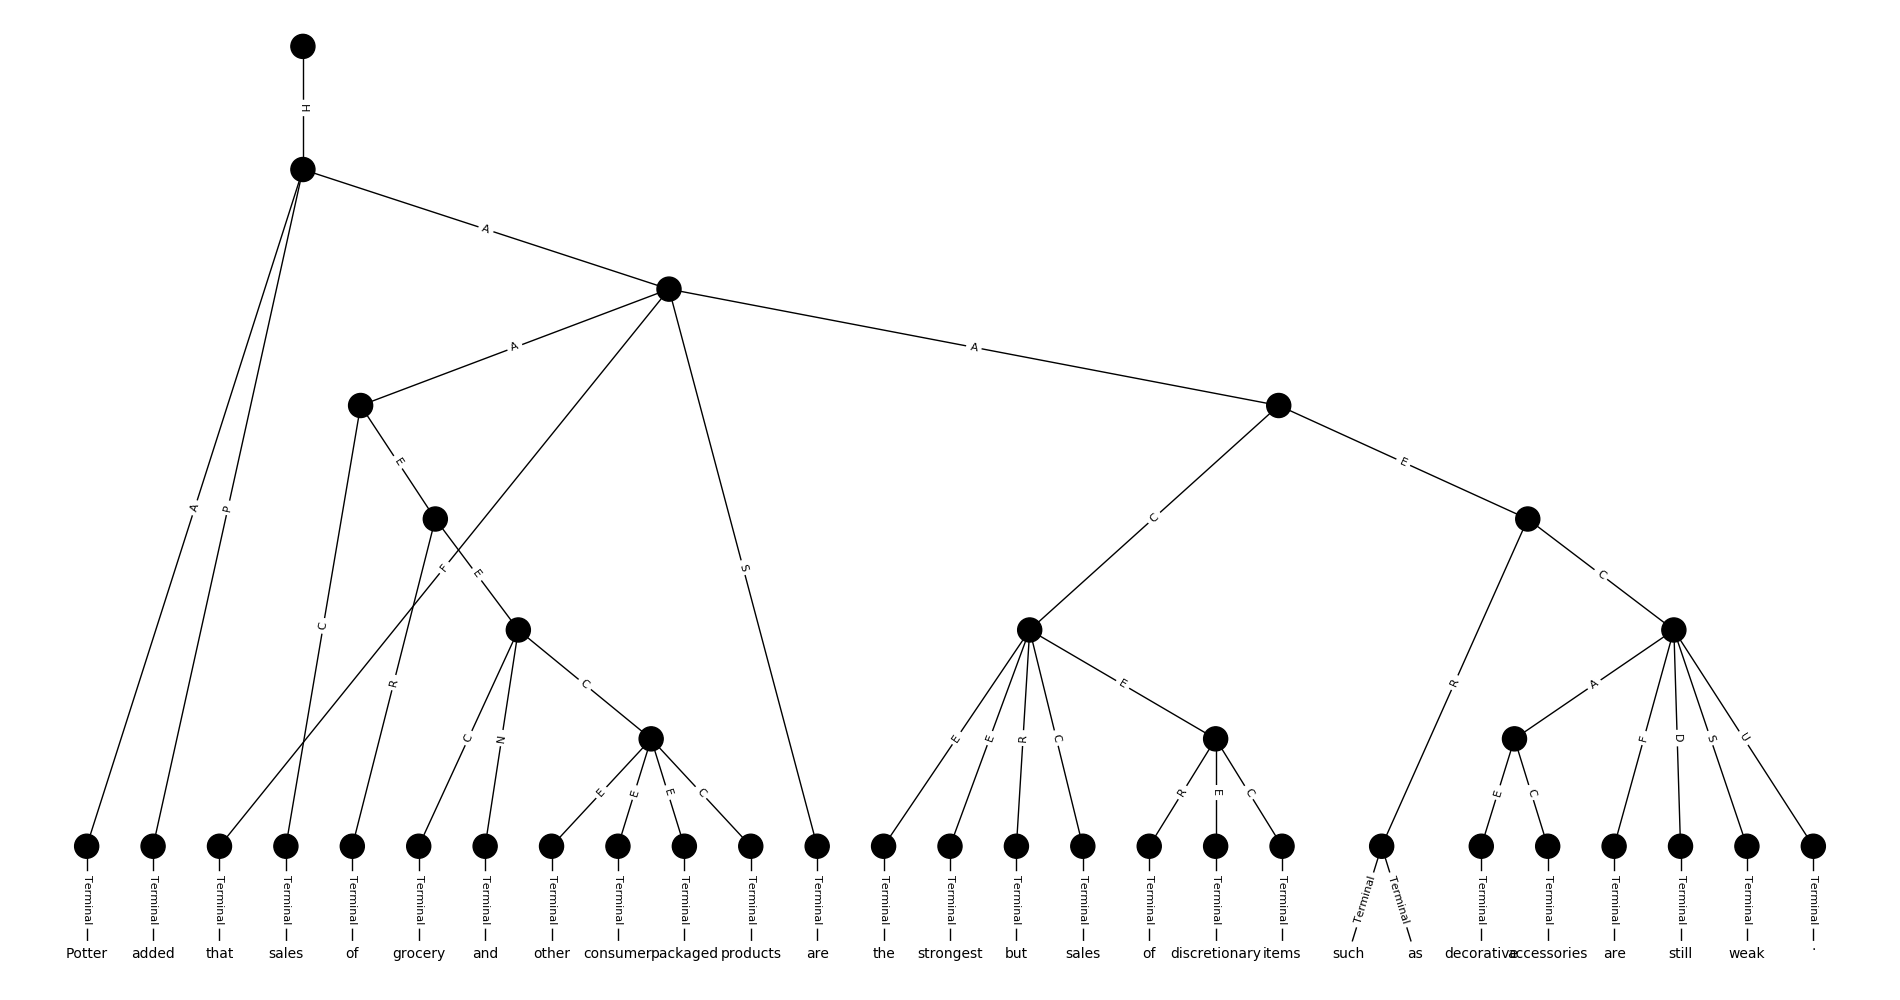 H
A
A
A
A
P
E
E
C
C
F
E
S
C
R
C
R
E
A
C
N
E
E
R
C
F
D
S
U
E
E
E
C
R
E
C
E
C
Terminal Terminal Terminal Terminal Terminal Terminal Terminal Terminal Terminal Terminal Terminal Terminal Terminal Terminal Terminal Terminal Terminal Terminal Terminal Terminal Terminal Terminal Terminal Terminal Terminal Terminal Terminal
Potter added that sales of grocery and other consumer packaged products are the strongest but sales of discretionary items such as decorative accessories are still weak .